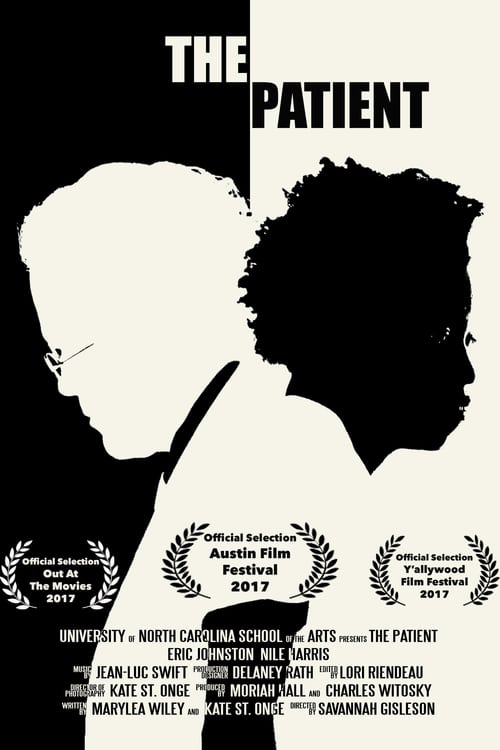 THE
PATIENT
Official Selection
Out At
The Movies
2017
Official Selection
Austin Film
Festival
2017
Official Selection
Y'allywood
Film Festival
2017
UNIVERSITY OF NORTH CAROLINA SCHOOL OF THE ARTS PRESENTS THE PATIENT
ERIC JOHNSTON NILE HARRIS
MUSIC BY JEAN-LUC SWIFT PRODUCTION DESIGNER DELANEY RATH EDITED BY LORI RIENDEAU
DIRECTOR OF PHOTOGRAPHY KATE ST. ONGE PRODUCED BY MORIAH HALL AND CHARLES WITOSKY
WRITTEN BY MARYLEA WILEY AND KATE ST. ONGE DIRECTED BY SAVANNAH GISLESON